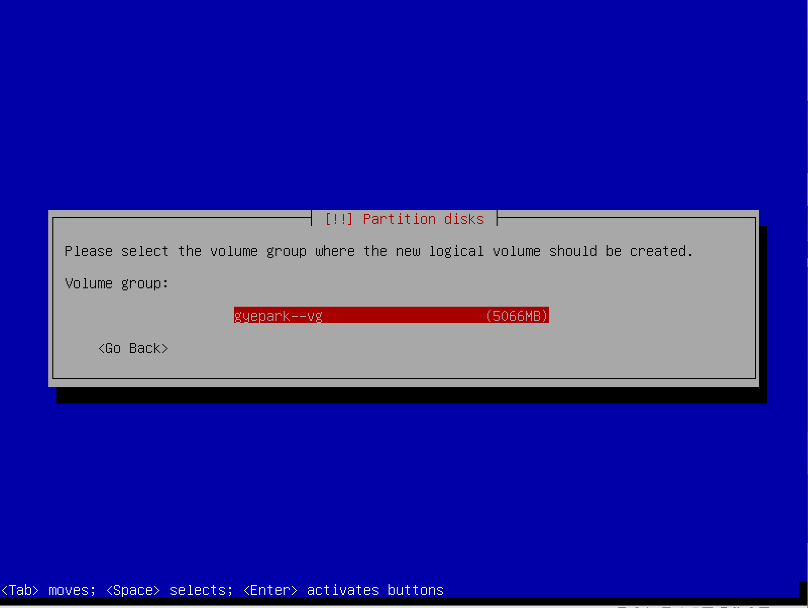 [!!] Partition disks
Please select the volume group where the new logical volume should be created.
Volume group:
gyepark--vg (5066MB)
<Go Back>
<Tab> moves; <Space> selects; <Enter> activates buttons